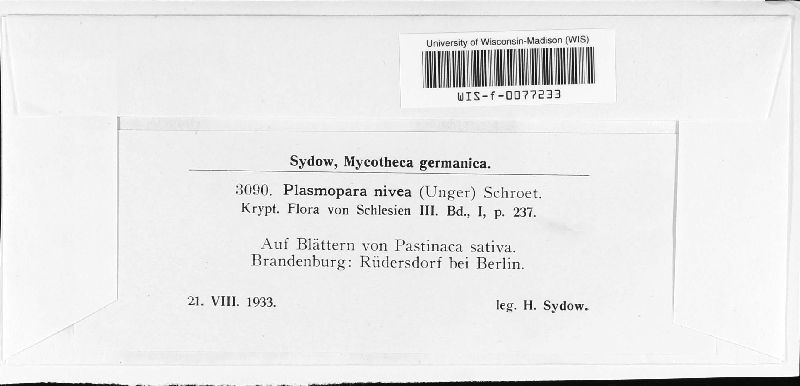 University of Wisconsin-Madison (WIS)
WIS-f-0077233
Sydow, Mycotheca germanica.
3090. Plasmopara nivea (Unger) Schroet.
Krypt. Flora von Schlesien III. Bd., I, p. 237.
Auf Blättern von Pastinaca sativa.
Brandenburg: Rüdersdorf bei Berlin.
21. VIII. 1933. leg. H. Sydow.